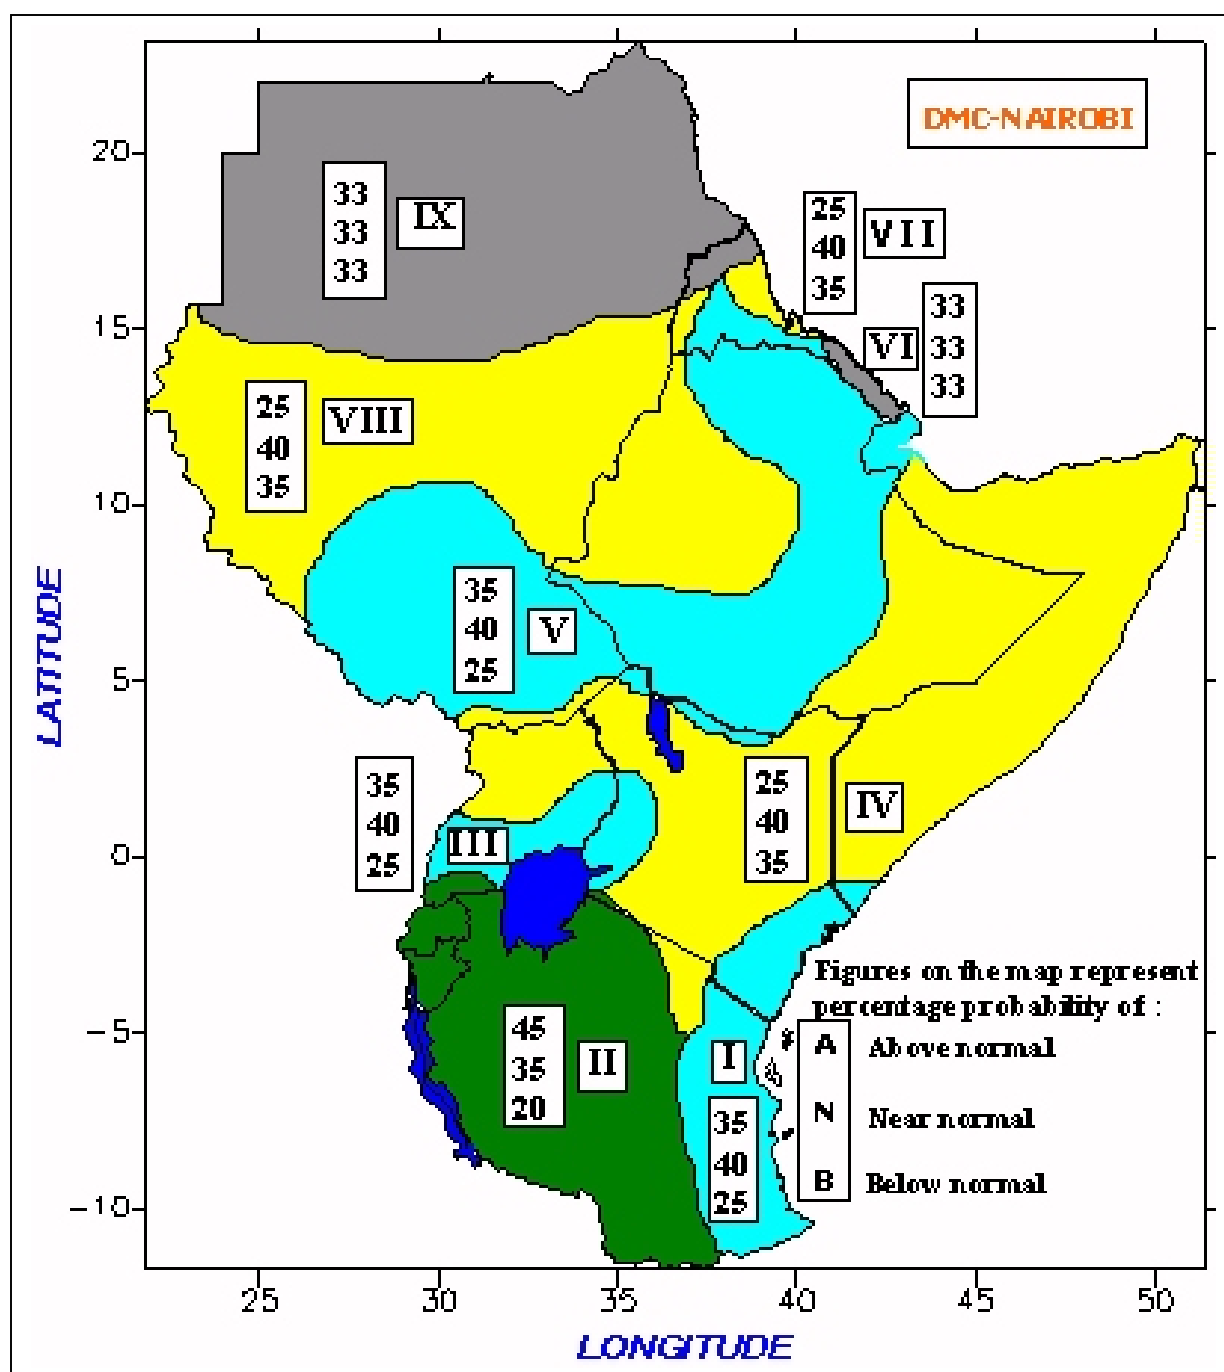 DMC-NAIROBI
20
33
33
33
IX
25
40
35
VII
15
VI
33
33
33
25
40
35
VIII
10
35
40
25
V
5
LATITUDE
35
40
25
III
25
40
35
IV
0
Figures on the map represent
percentage probability of :
-5
45
35
20
II
I
35
40
25
A Above normal
N Near normal
B Below normal
-10
25 30 35 40 45 50
LONGITUDE